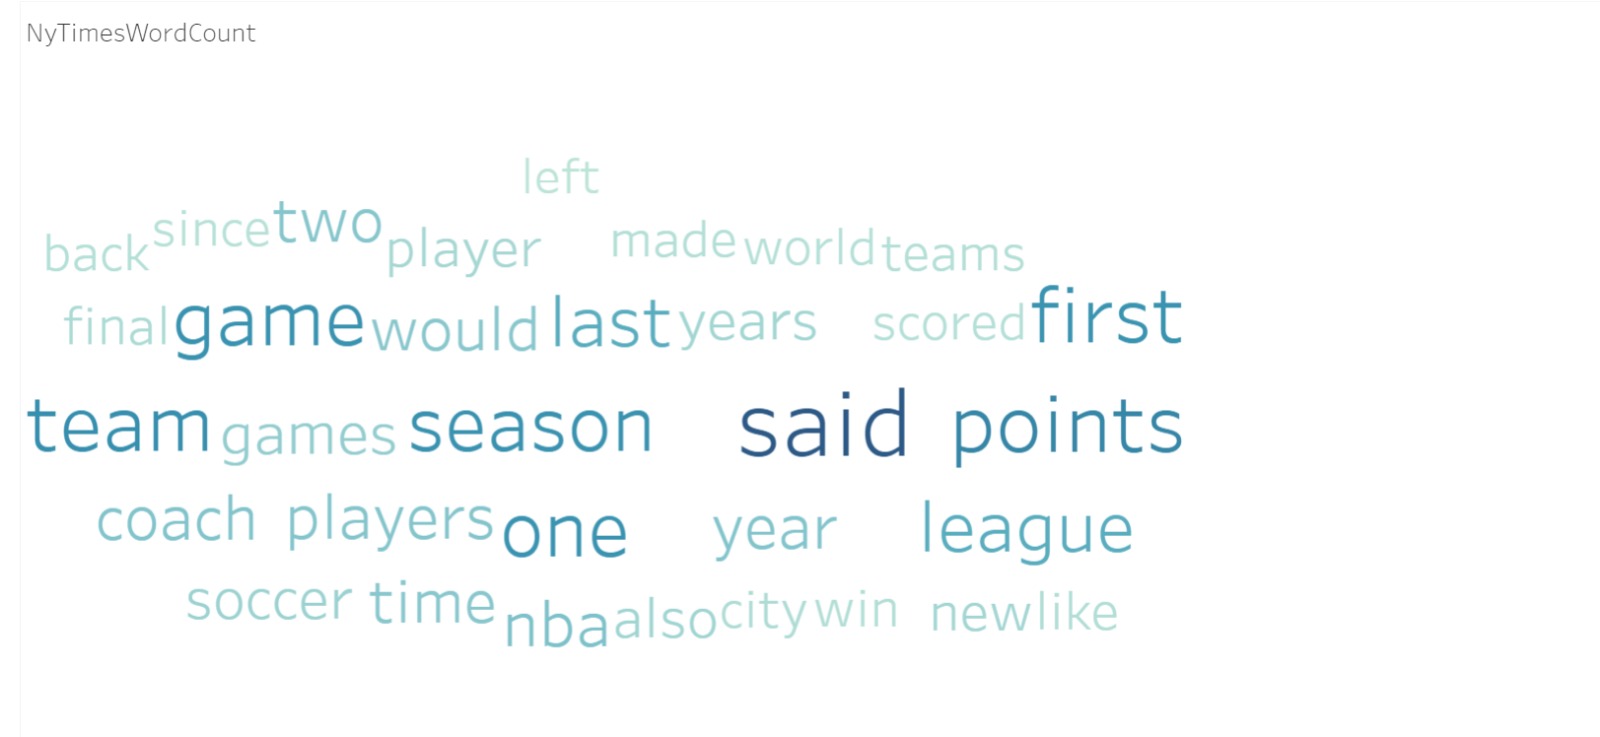 NyTimesWordCount
left
back since two player made world teams
final game would last years scored first
team games season said points
coach players one year league
soccer time nba also city win new like